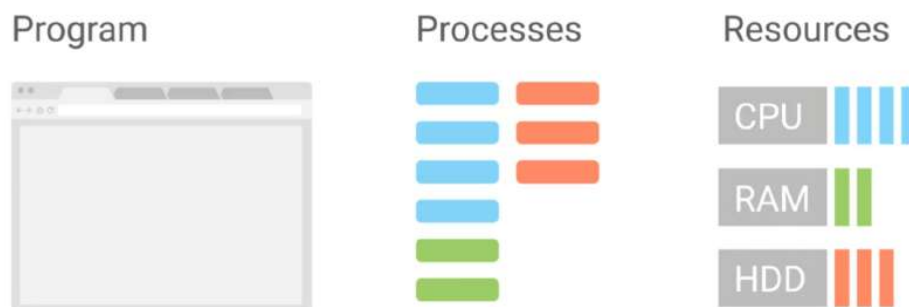 Program
Processes
Resources
CPU
RAM
HDD